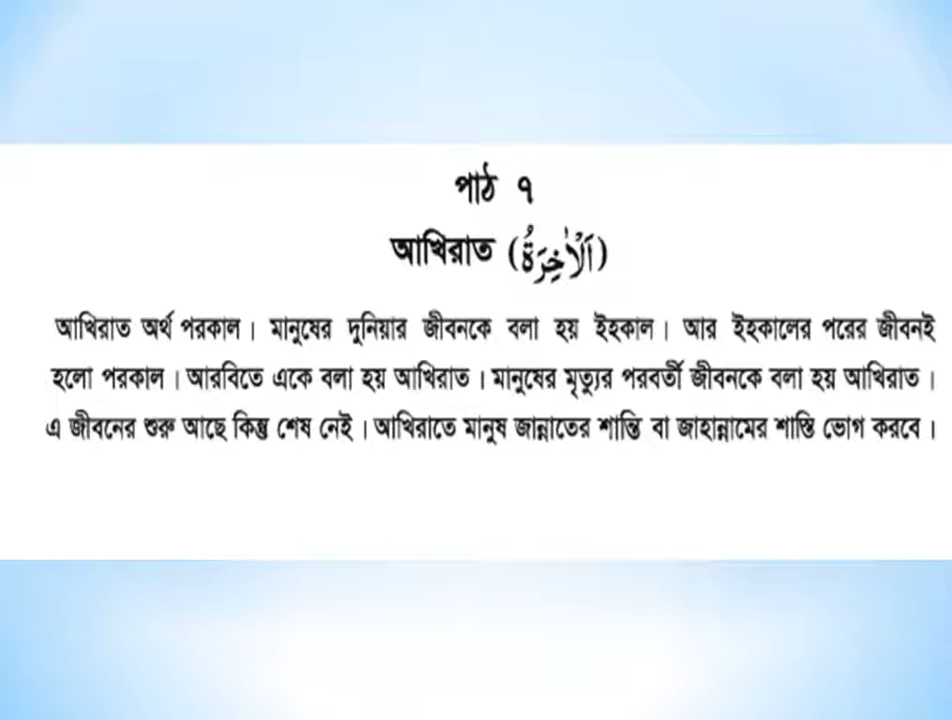 পাঠ ৭
আখিরাত (اَلْاٰخِرَةُ)
আখিরাত অর্থ পরকাল। মানুষের দুনিয়ার জীবনকে বলা হয় ইহকাল। আর ইহকালের পরের জীবনই
হলো পরকাল। আরবিতে একে বলা হয় আখিরাত। মানুষের মৃত্যুর পরবর্তী জীবনকে বলা হয় আখিরাত।
এ জীবনের শুরু আছে কিন্তু শেষ নেই। আখিরাতে মানুষ জান্নাতের শান্তি বা জাহান্নামের শাস্তি ভোগ করবে।